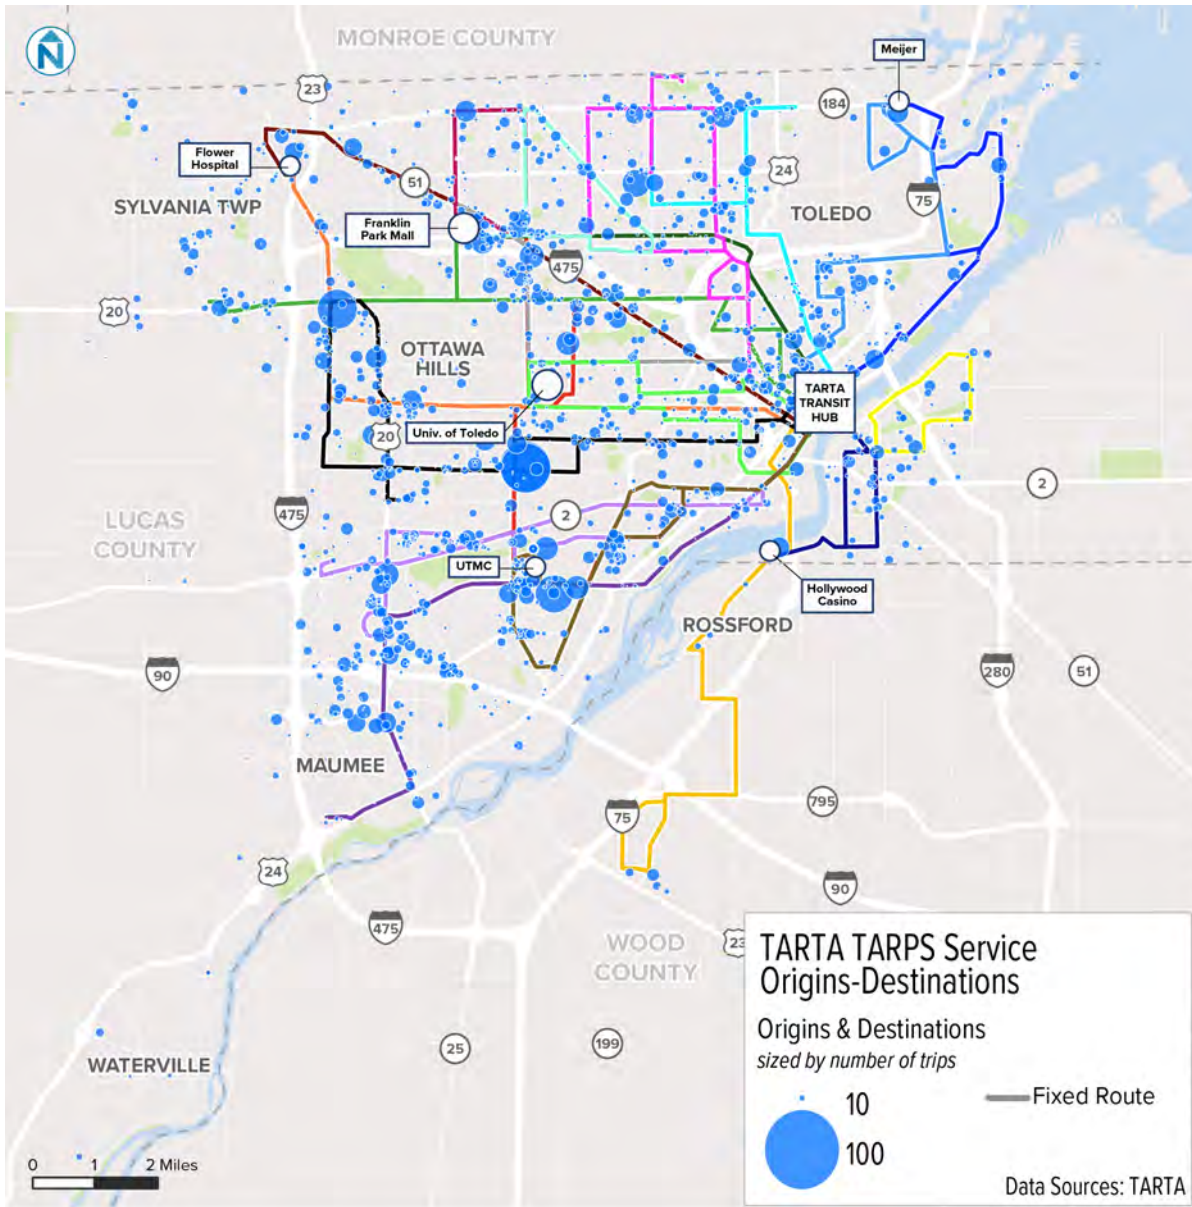 N
MONROE COUNTY
Meijer
23
184
Flower
Hospital
51
24
SYLVANIA TWP
75
TOLEDO
Franklin
Park Mall
475
20
OTTAWA
HILLS
TARTA
TRANSIT
HUB
Univ. of Toledo
20
2
475
2
LUCAS
COUNTY
UTMC
Hollywood
Casino
ROSSFORD
90
280
51
MAUMEE
795
75
24
90
475
WOOD
COUNTY
23
TARTA TARPS Service
Origins-Destinations
Origins & Destinations
sized by number of trips
10
Fixed Route
100
Data Sources: TARTA
25
199
WATERVILLE
0 1 2 Miles